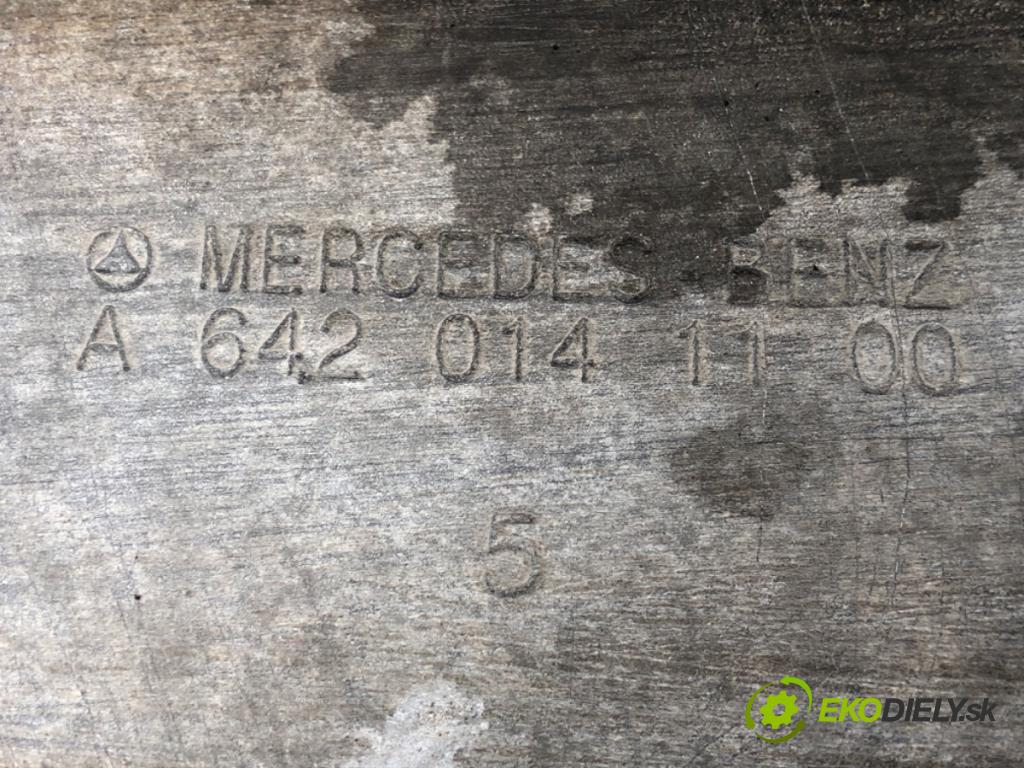 MERCEDES-BENZ
A 642 014 11 00
5
EKODIELY.sk